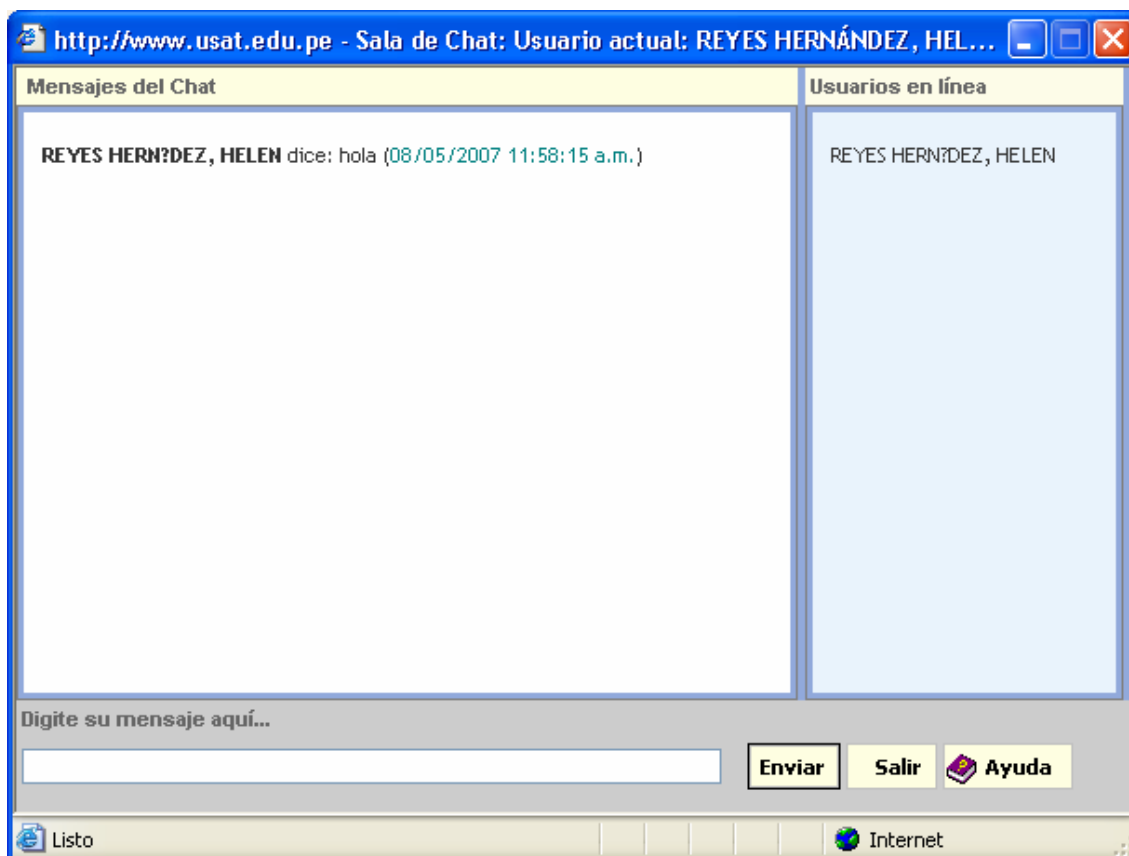 http://www.usat.edu.pe - Sala de Chat: Usuario actual: REYES HERNÁNDEZ, HEL...
Mensajes del Chat
Usuarios en línea
REYES HERN?DEZ, HELEN dice: hola (08/05/2007 11:58:15 a.m.)
REYES HERN?DEZ, HELEN
Digite su mensaje aquí...
Enviar
Salir
Ayuda
Listo
Internet